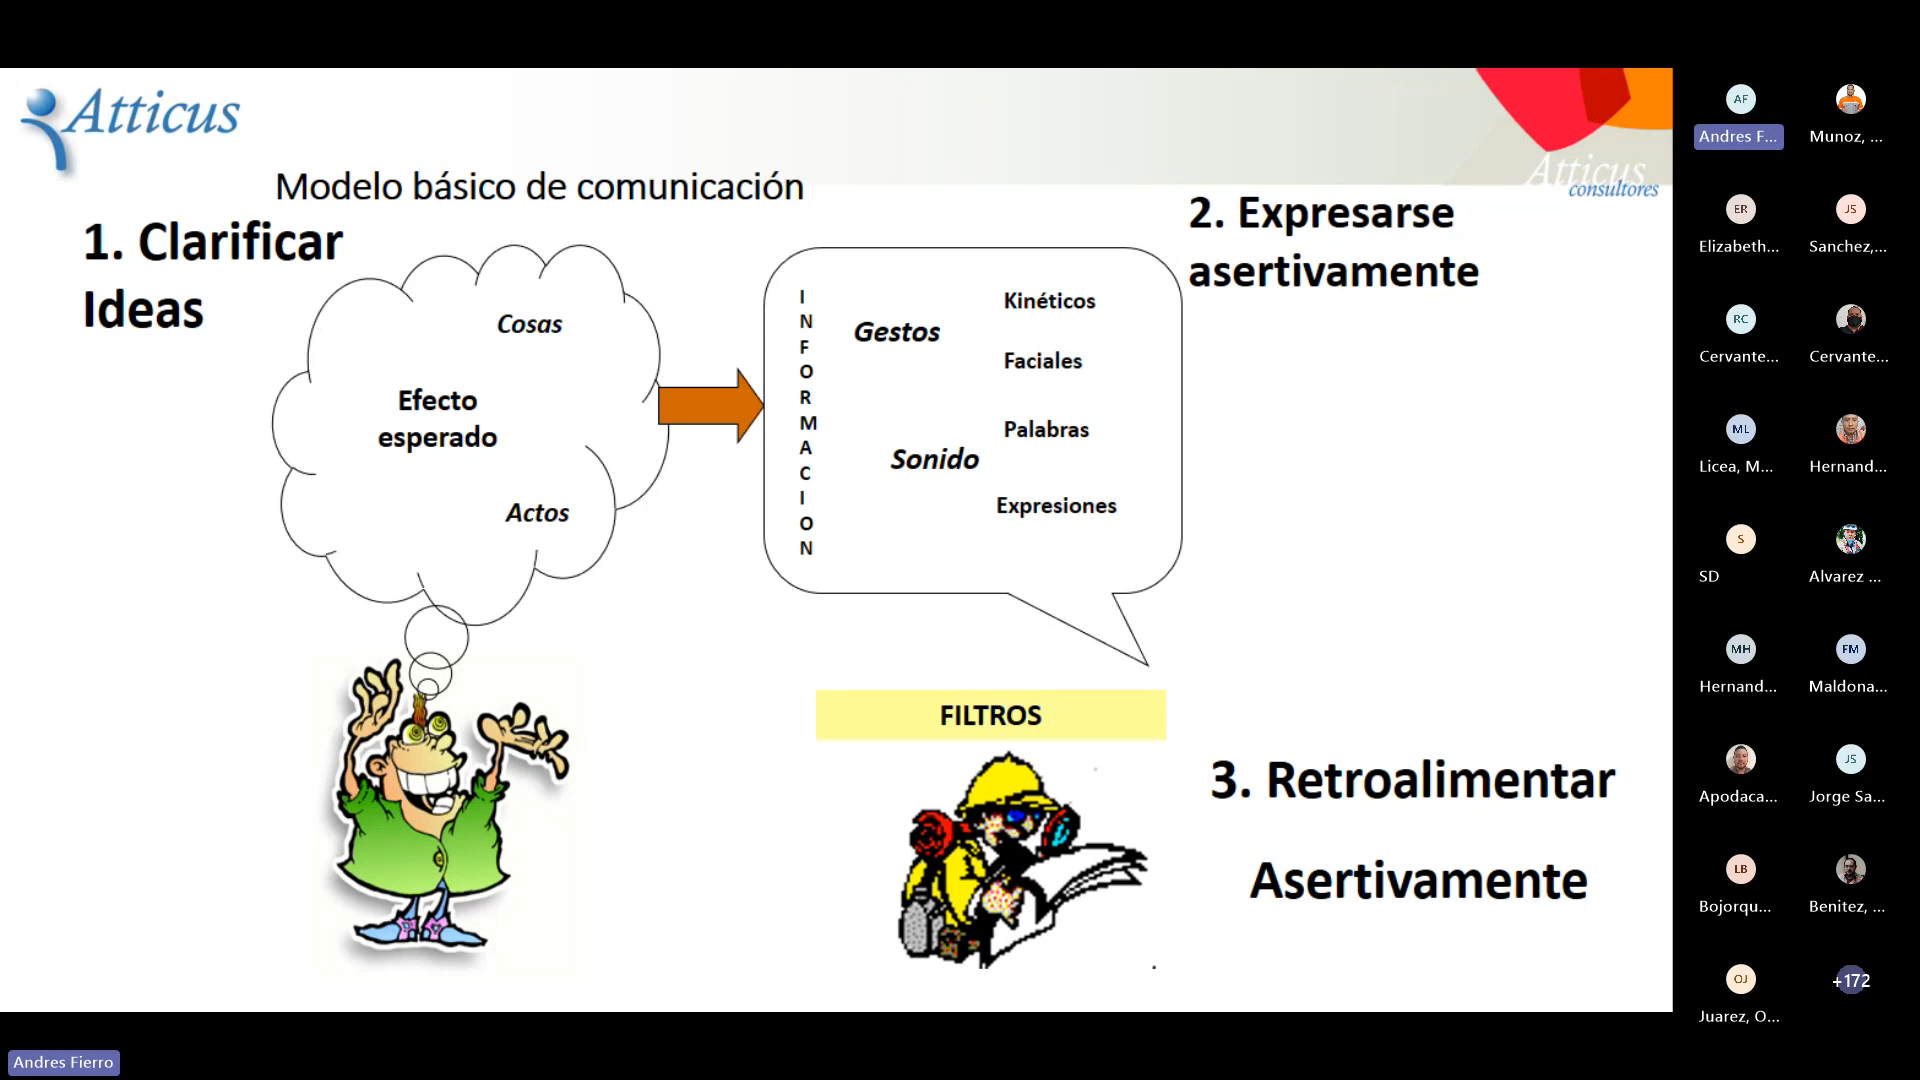 Atticus
Atticus
consultores
Modelo básico de comunicación
1. Clarificar
Ideas
2. Expresarse
asertivamente
Cosas
Efecto
esperado
Actos
INFORMACION
Gestos
Kinéticos
Faciales
Sonido
Palabras
Expresiones
FILTROS
3. Retroalimentar
Asertivamente
AF
Andres F...
Munoz, ...
ER
Elizabeth...
JS
Sanchez,...
RC
Cervante...
Cervante...
ML
Licea, M...
Hernand...
S
SD
Alvarez ...
MH
Hernand...
FM
Maldona...
Apodaca...
JS
Jorge Sa...
LB
Bojorqu...
Benitez, ...
OJ
Juarez, O...
+172
Andres Fierro